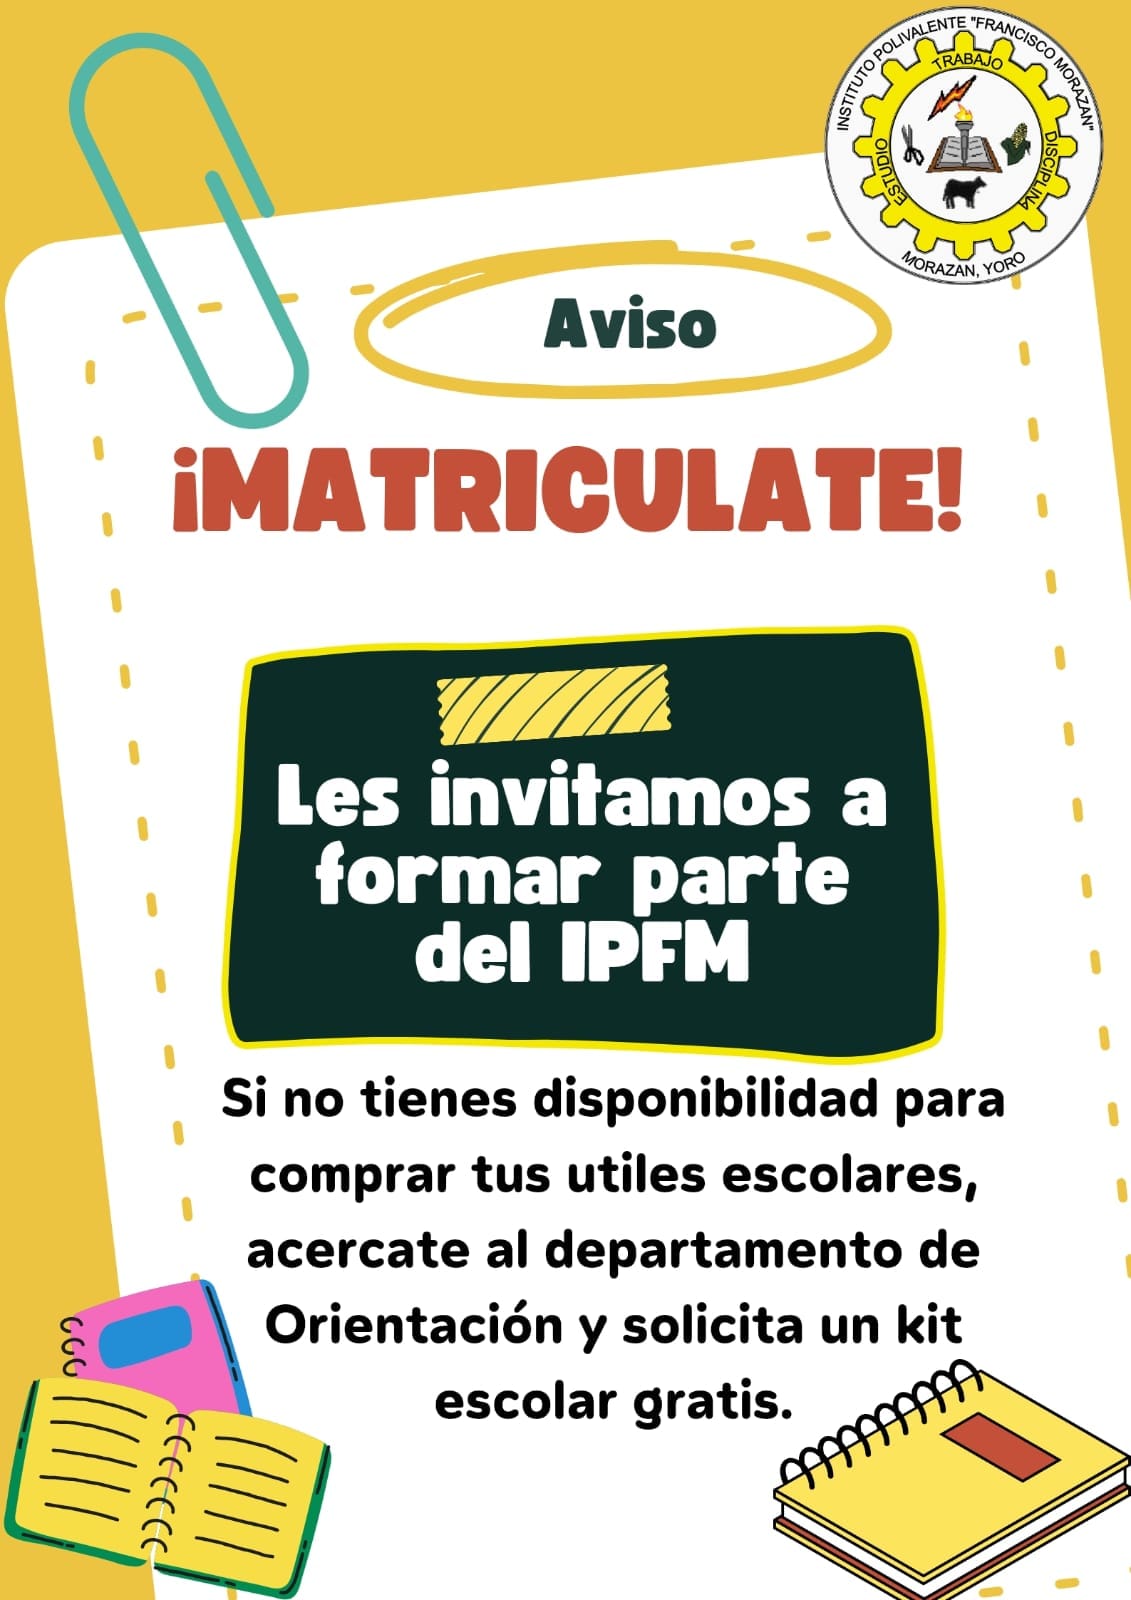 INSTITUTO POLIVALENTE "FRANCISCO MORAZAN"
TRABAJO
ESTUDIO
DISCIPLINA
MORAZAN, YORO
Aviso
¡MATRICULATE!
Les invitamos a
formar parte
del IPFM
Si no tienes disponibilidad para
comprar tus utiles escolares,
acercate al departamento de
Orientación y solicita un kit
escolar gratis.